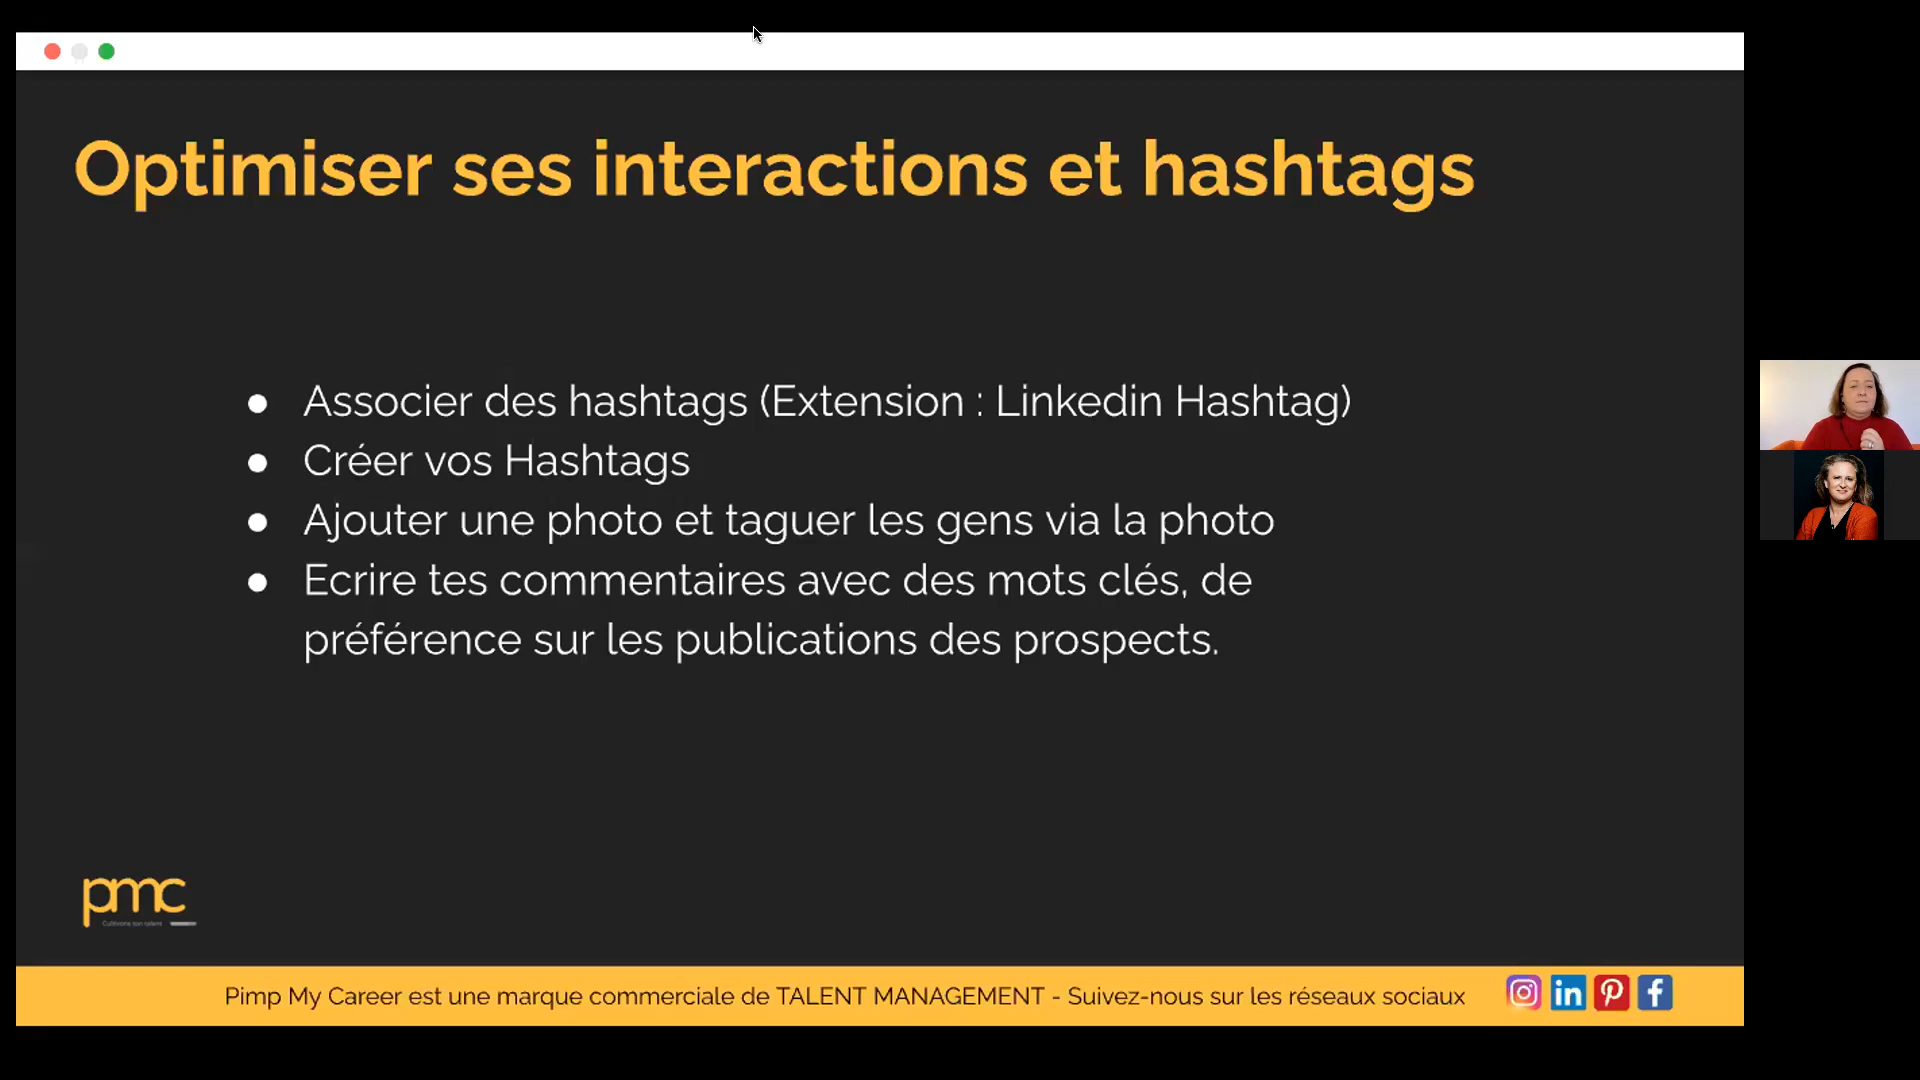 Optimiser ses interactions et hashtags
● Associer des hashtags (Extension : Linkedin Hashtag)
● Créer vos Hashtags
● Ajouter une photo et taguer les gens via la photo
● Ecrire tes commentaires avec des mots clés, de
préférence sur les publications des prospects.
pmc
Pimp My Career est une marque commerciale de TALENT MANAGEMENT - Suivez-nous sur les réseaux sociaux